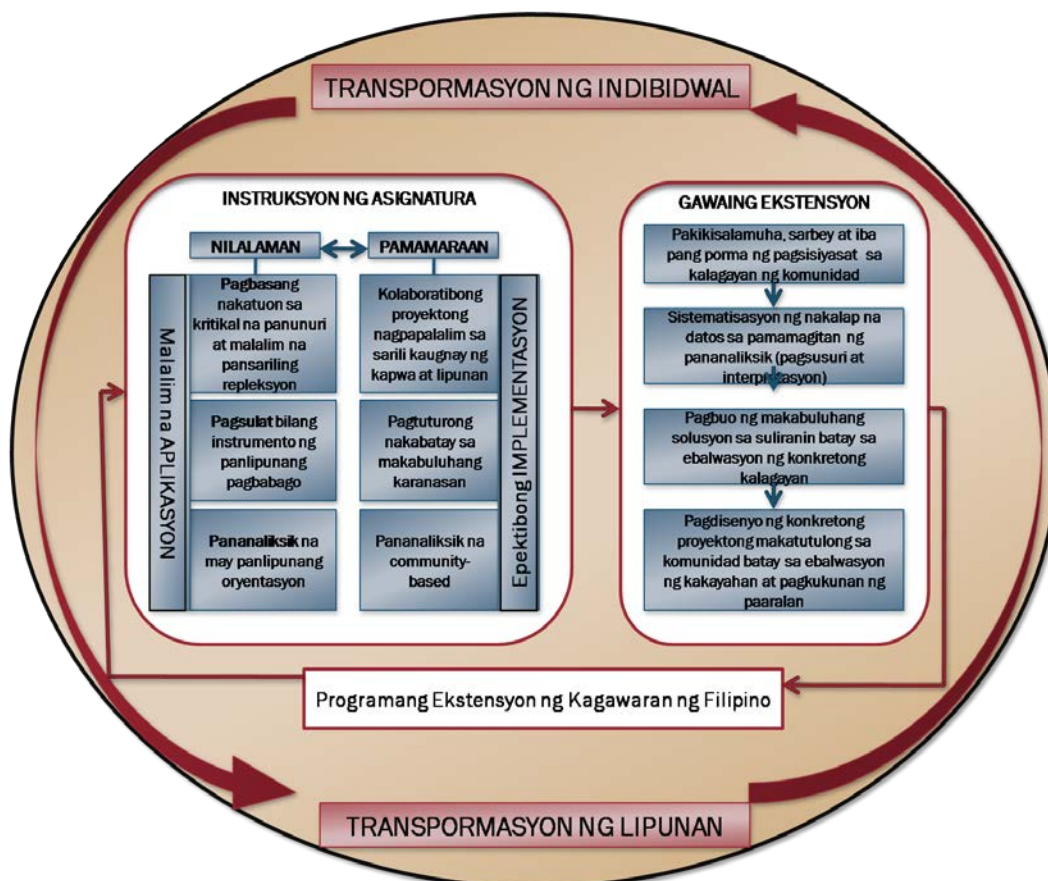 TRANSPORMASYON NG INDIBIDWAL
INSTRUKSYON NG ASIGNATURA
NILALAMAN
PAMAMARAAN
Malalim na APLIKASYON
Pagbasang
nakatuon sa
kritikal na panunuri
at malalim na
pansariling
repleksyon
Pagsulat bilang
instrumento ng
panlipunang
pagbabago
Pananaliksik na
may panlipunang
oryentasyon
Kolaboratibong
proyektong
nagpapalalim sa
sarili kaugnay ng
kapwa at lipunan
Pagtuturong
nakabatay sa
makabuluhang
karanasan
Pananaliksik na
community-
based
Epektibong IMPLEMENTASYON
GAWAING EKSTENSYON
Pakikisalamuha, sarbey at iba
pang porma ng pagsisiyasat sa
kalagayan ng komunidad
Sistematisasyon ng nakalap na
datos sa pamamagitan ng
pananaliksik (pagsusuri at
interpretasyon)
Pagbuo ng makabuluhang
solusyon sa suliranin batay sa
ebalwasyon ng konkretong
kalagayan
Pagdisenyo ng konkretong
proyektong makatutulong sa
komunidad batay sa ebalwasyon
ng kakayahan at pagkukunan ng
paaralan
Programang Ekstensyon ng Kagawaran ng Filipino
TRANSPORMASYON NG LIPUNAN